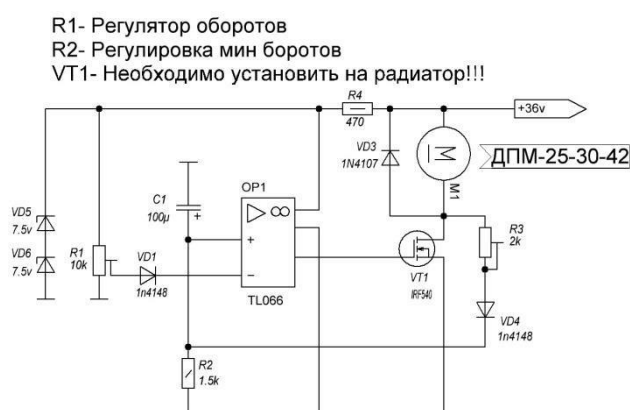 R1- Регулятор оборотов
R2- Регулировка мин боротов
VT1- Необходимо установить на радиатор!!!
R4
470
+36v
VD3
1N4107
M
M1
ДПМ-25-30-42
OP1
C1
100µ
+
VD5
7.5v
VD6
7.5v
R1
10k
VD1
1n4148
+
−
TL066
VT1
IRF540
R3
2k
VD4
1n4148
R2
1.5k